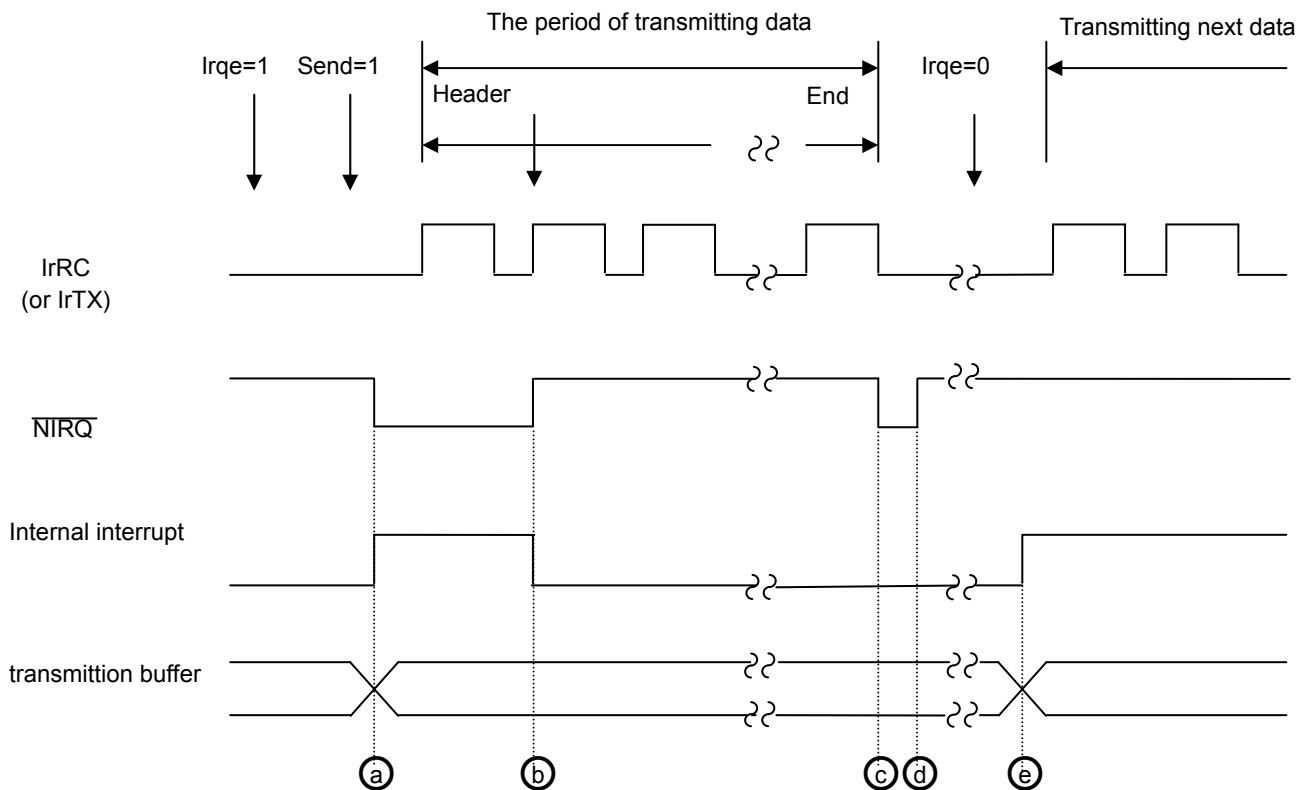 The period of transmitting data
Transmitting next data
Irqe=1
Send=1
Irqe=0
Header
End
IrRC
(or IrTX)
NIRQ
Internal interrupt
transmittion buffer
a
b
c
d
e